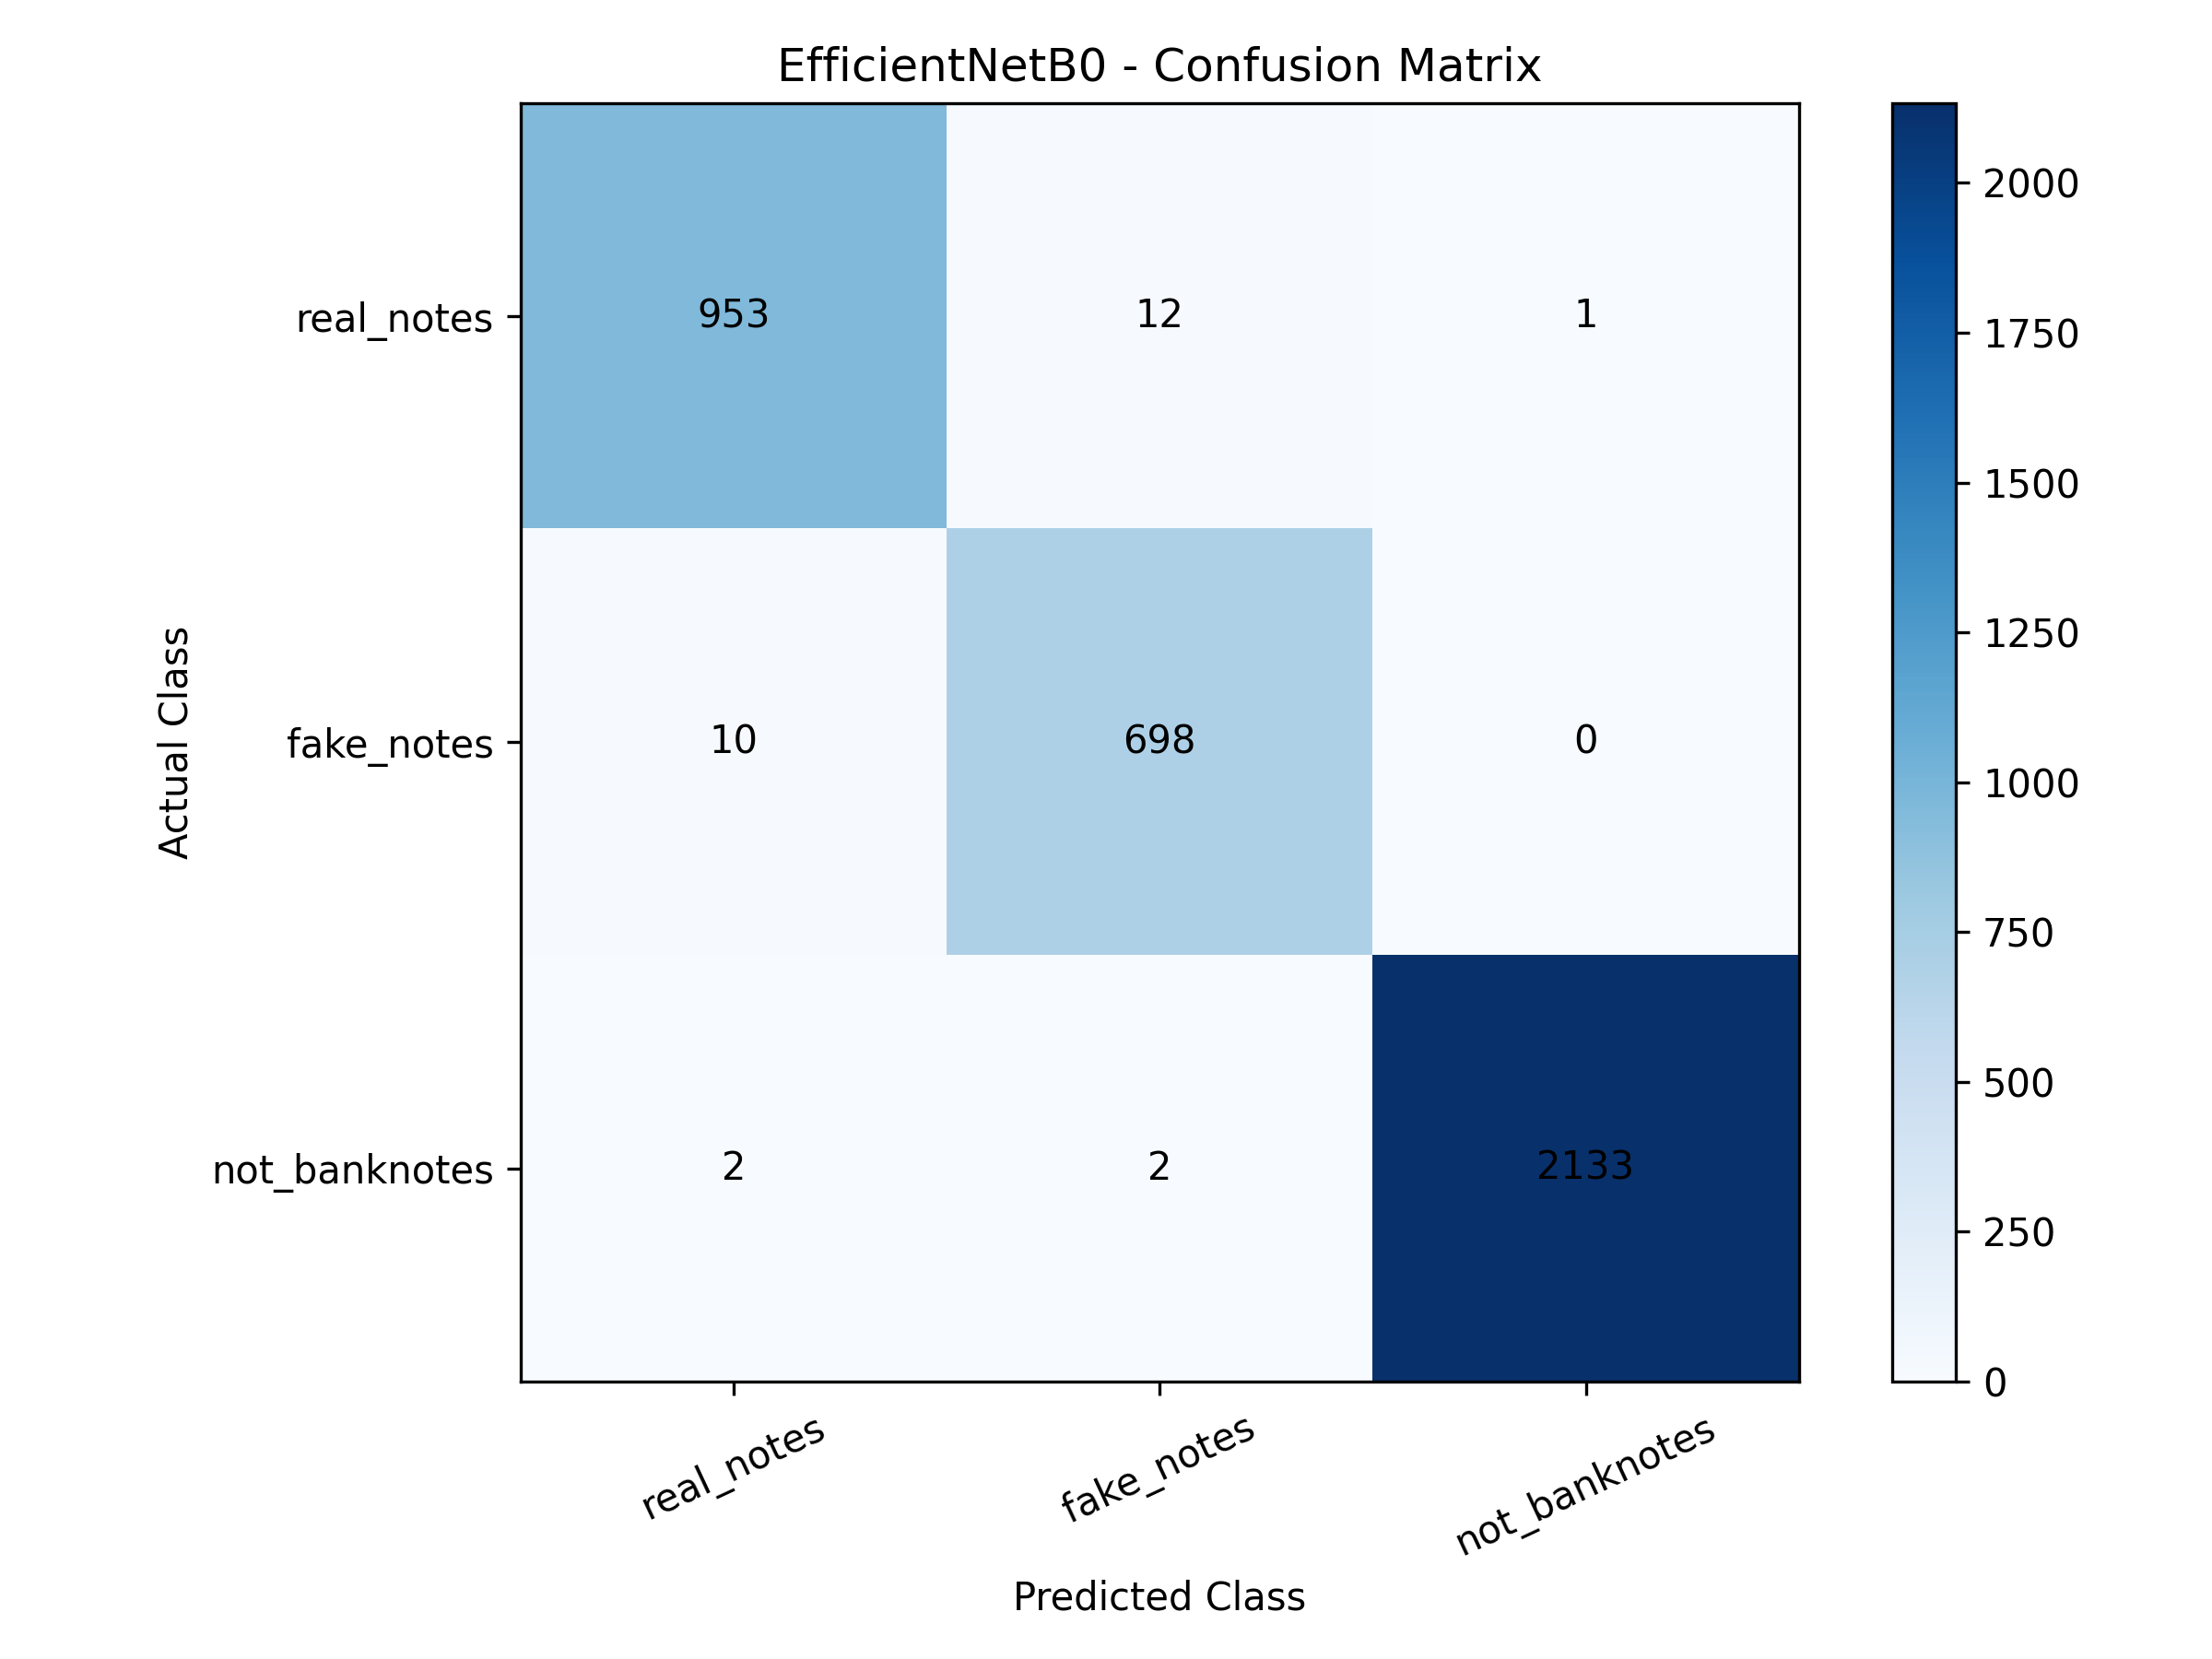 EfficientNetB0 - Confusion Matrix
Actual Class
real_notes 953 12 1
fake_notes 10 698 0
not_banknotes 2 2 2133
real_notes fake_notes not_banknotes
Predicted Class
2000
1750
1500
1250
1000
750
500
250
0